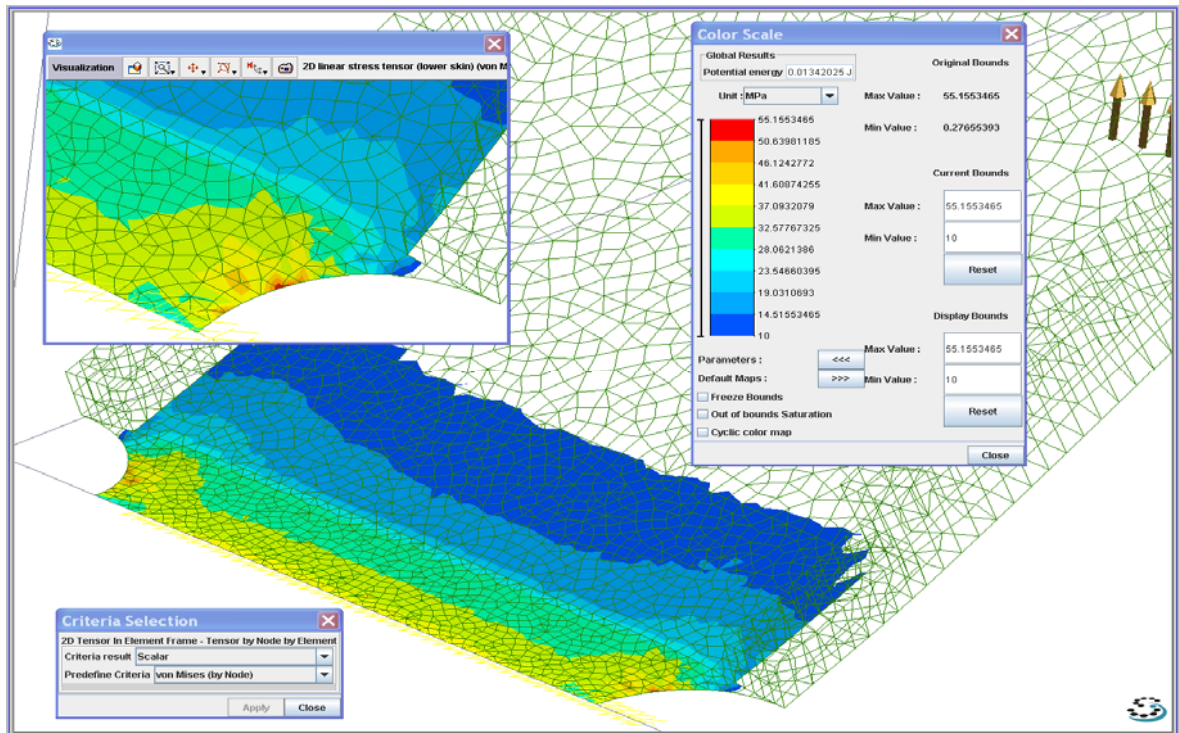 Visualization
2D linear stress tensor (lower skin) (von M
Color Scale
Global Results
Potential energy 0.01342025 J
Unit : MPa
55.1553465
50.63981185
46.1242772
41.60874255
37.0932079
32.57767325
28.0621386
23.54660395
19.0310693
14.51553465
10
Original Bounds
Max Value : 55.1553465
Min Value : 0.27655393
Current Bounds
Max Value : 55.1553465
Min Value : 10
Reset
Display Bounds
Max Value : 55.1553465
Min Value : 10
Reset
Parameters : <<<
Default Maps : >>>
Freeze Bounds
Out of bounds Saturation
Cyclic color map
Close
Criteria Selection
2D Tensor In Element Frame - Tensor by Node by Element
Criteria result Scalar
Predefine Criteria von Mises (by Node)
Apply Close